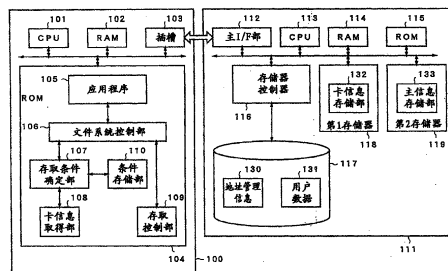 101
102
103
CPU
RAM
插槽
105
ROM
应用程序
106
文件系统控制部
107
110
存取条件
确定部
条件
存储部
108
109
卡信息
取得部
存取
控制部
104
100
112
113
114
115
主I/F部
CPU
RAM
ROM
存储器
控制器
116
132
卡信息
存储部
第1存储器
118
133
主信息
存储部
第2存储器
119
117
130
131
地址管理
信息
用户
数据
111